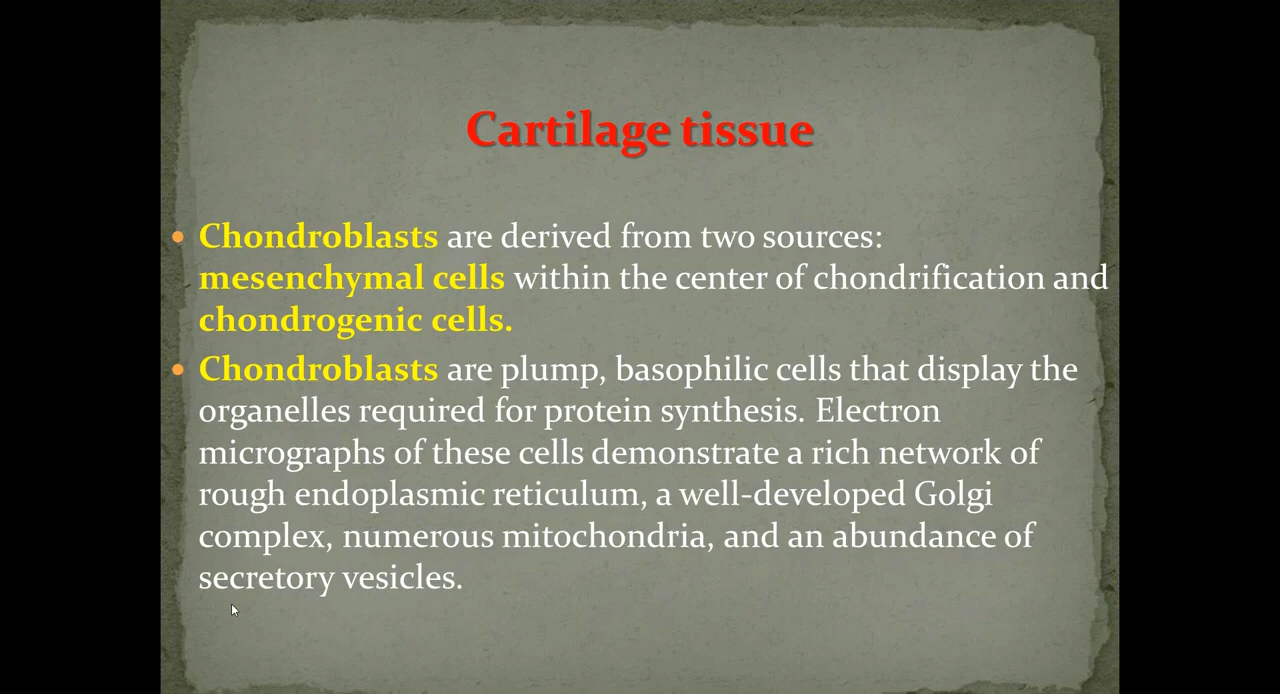 Cartilage tissue
• Chondroblasts are derived from two sources:
mesenchymal cells within the center of chondrification and
chondrogenic cells.
• Chondroblasts are plump, basophilic cells that display the
organelles required for protein synthesis. Electron
micrographs of these cells demonstrate a rich network of
rough endoplasmic reticulum, a well-developed Golgi
complex, numerous mitochondria, and an abundance of
secretory vesicles.